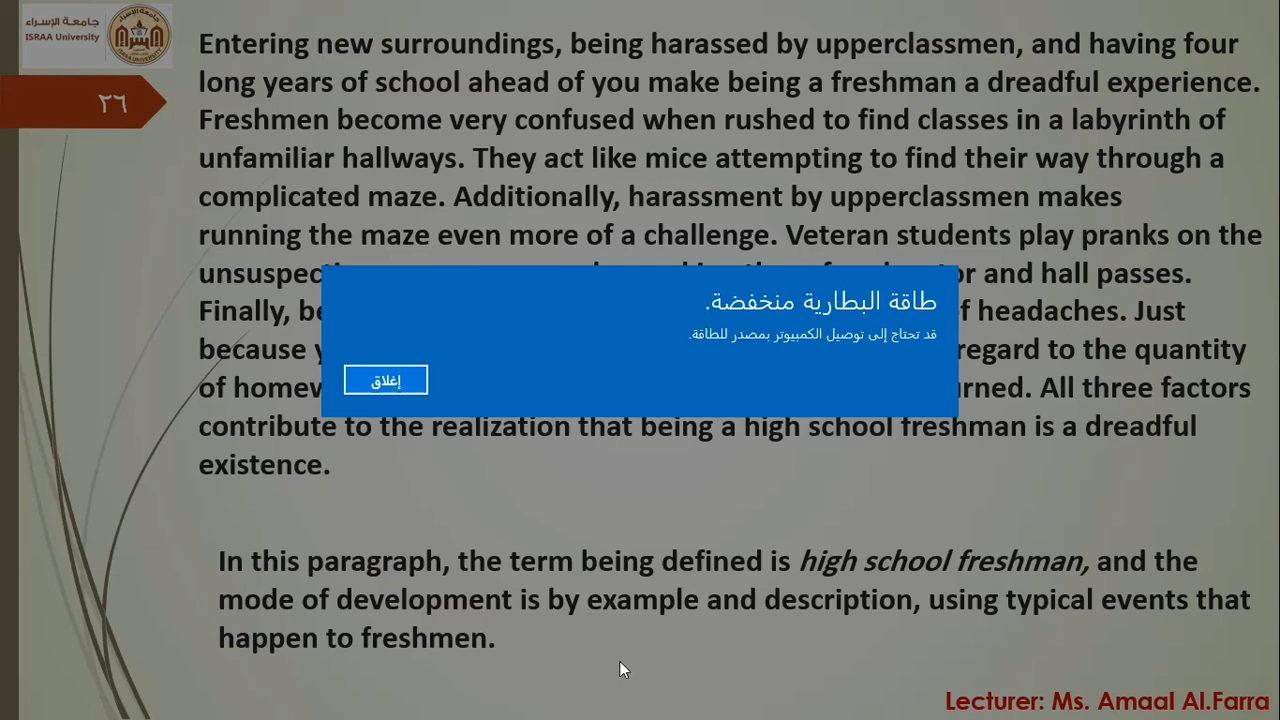 جامعة الإسراء
ISRAA University
٢٦
Entering new surroundings, being harassed by upperclassmen, and having four
long years of school ahead of you make being a freshman a dreadful experience.
Freshmen become very confused when rushed to find classes in a labyrinth of
unfamiliar hallways. They act like mice attempting to find their way through a
complicated maze. Additionally, harassment by upperclassmen makes
running the maze even more of a challenge. Veteran students play pranks on the
and hall passes.
Finally, headaches. Just
because regard to the quantity
of All three factors
contribute to the realization that being a high school freshman is a dreadful
existence.
طاقة البطارية منخفضة.
قد تحتاج إلى توصيل الكمبيوتر بمصدر للطاقة.
إغلاق
In this paragraph, the term being defined is high school freshman, and the
mode of development is by example and description, using typical events that
happen to freshmen.
Lecturer: Ms. Amaal Al.Farra